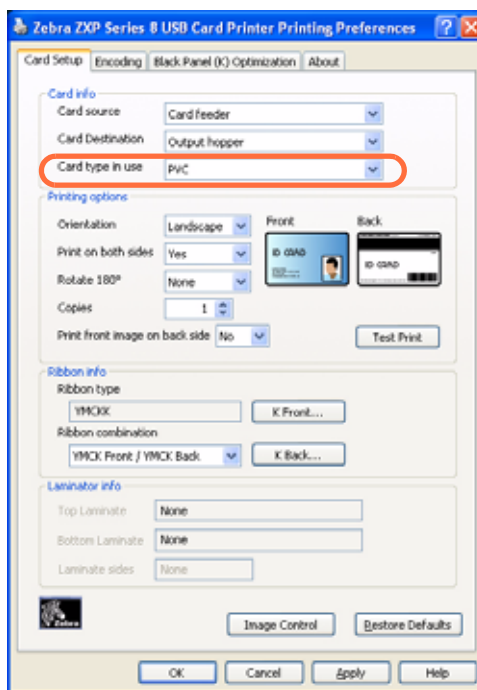 Zebra ZXP Series 8 USB Card Printer Printing Preferences
Card Setup Encoding Black Panel (K) Optimization About
Card info
Card source Card feeder
Card Destination Output hopper
Card type in use PVC
Printing options
Orientation Landscape Front Back
Print on both sides Yes ID CARD ID CARD
Rotate 180° None
Copies 1
Print front image on back side No Test Print
Ribbon info
Ribbon type
YMCKK K Front...
Ribbon combination
YMCK Front / YMCK Back K Back...
Laminator info
Top Laminate None
Bottom Laminate None
Laminate sides None
Zebra Image Control Restore Defaults
OK Cancel Apply Help